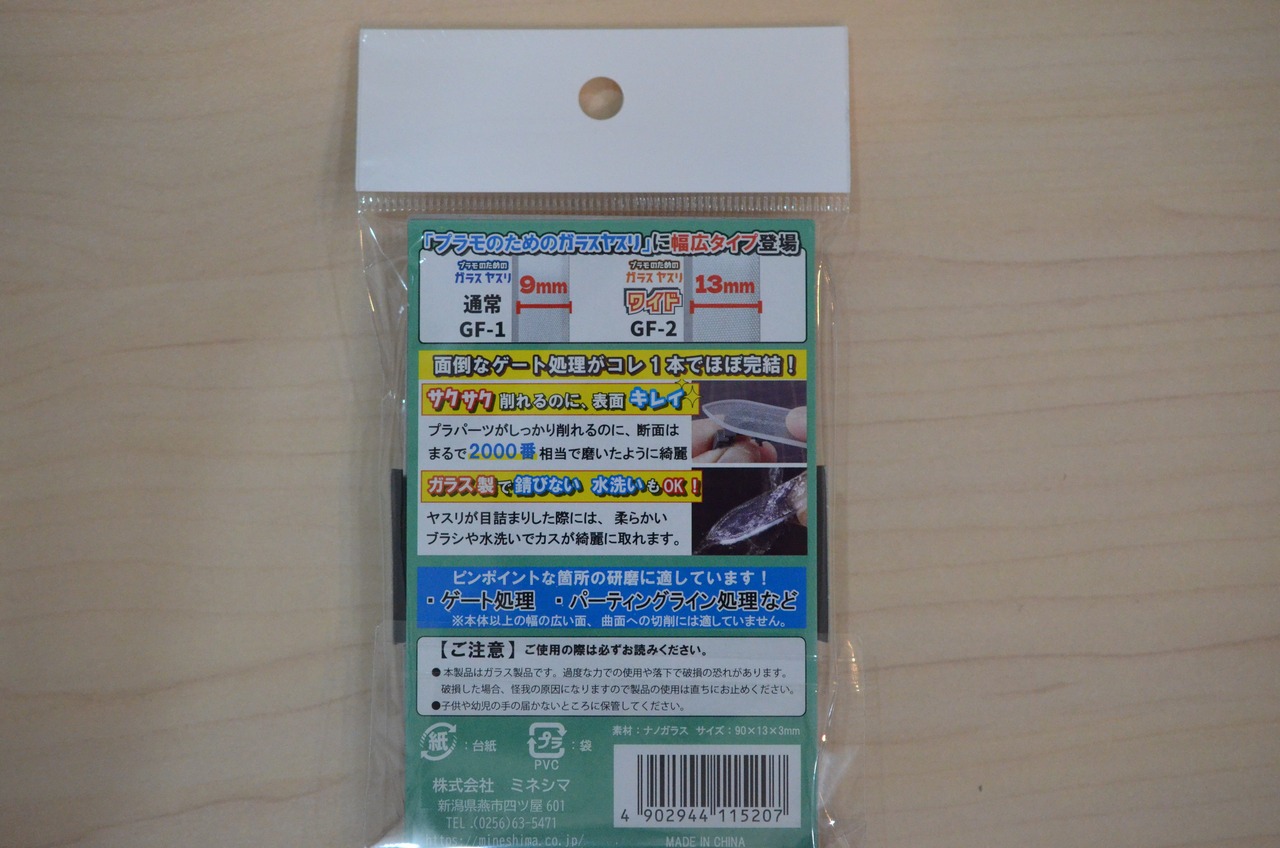 『プラモのためのガラスヤスリ』に幅広タイプ登場
プラモのための
ガラスヤスリ
通常
GF-1
9mm
プラモのための
ガラスヤスリ
ワイド
GF-2
13mm
面倒なゲート処理がコレ1本でほぼ完結！
サクサク削れるのに、表面キレイ
プラパーツがしっかり削れるのに、断面は
まるで2000番相当で磨いたように綺麗
ガラス製で錆びない 水洗いもOK！
ヤスリが目詰まりした際には、柔らかい
ブラシや水洗いでカスが綺麗に取れます。
ピンポイントな箇所の研磨に適しています！
・ゲート処理 ・パーティングライン処理など
※本体以上の幅の広い面、曲面への切削には適していません。
【ご注意】ご使用の際は必ずお読みください。
●本製品はガラス製品です。過度な力での使用や落下で破損の恐れがあります。
破損した場合、怪我の原因になりますので製品の使用は直ちにお止めください。
●子供や幼児の手の届かないところに保管してください。
素材：ナノガラス サイズ：90×13×3mm
紙：台紙
プラ：袋
PVC
株式会社 ミネシマ
新潟県燕市四ツ屋601
TEL.(0256)63-5471
https://mineshima.co.jp/
4 902944 115207
MADE IN CHINA